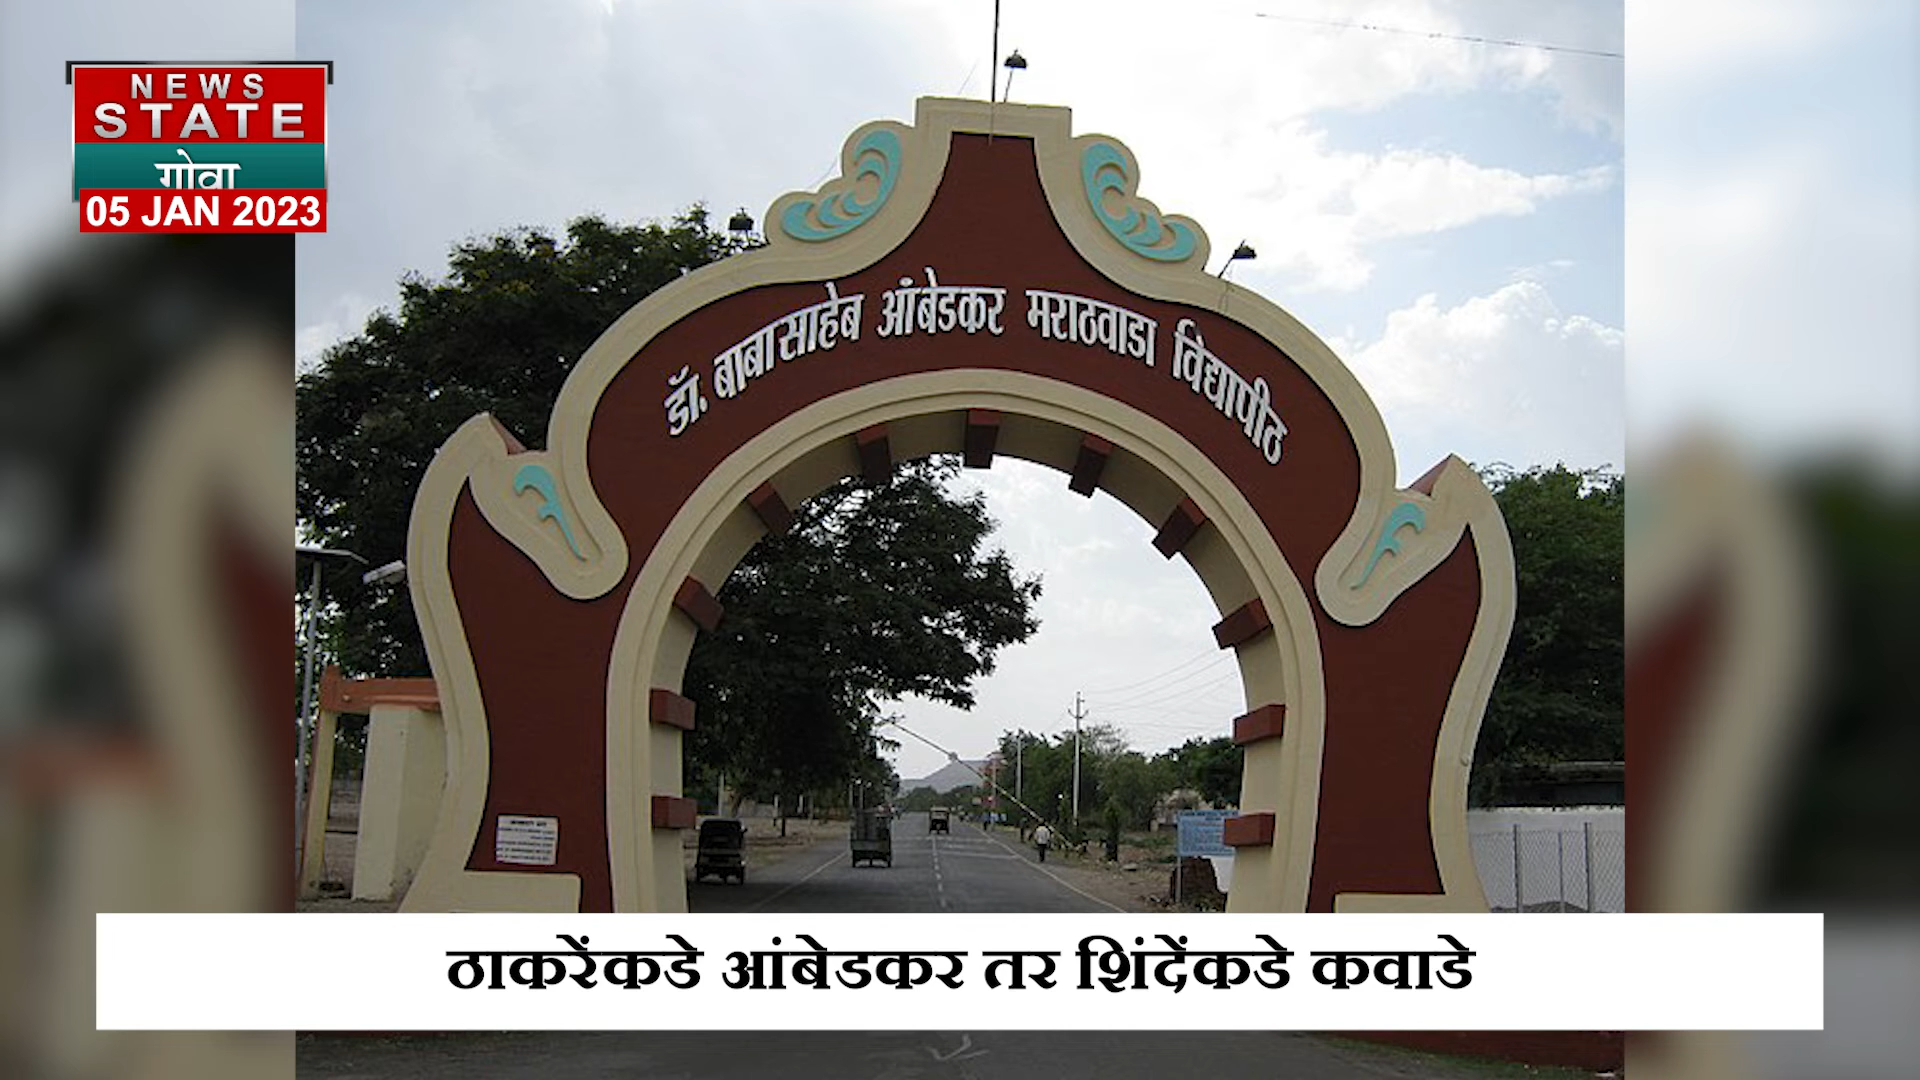 NEWS
STATE
गोवा
05 JAN 2023
डॉ. बाबासाहेब आंबेडकर मराठवाडा विद्यापीठ
ठाकरेंकडे आंबेडकर तर शिंदेंकडे कवाडे